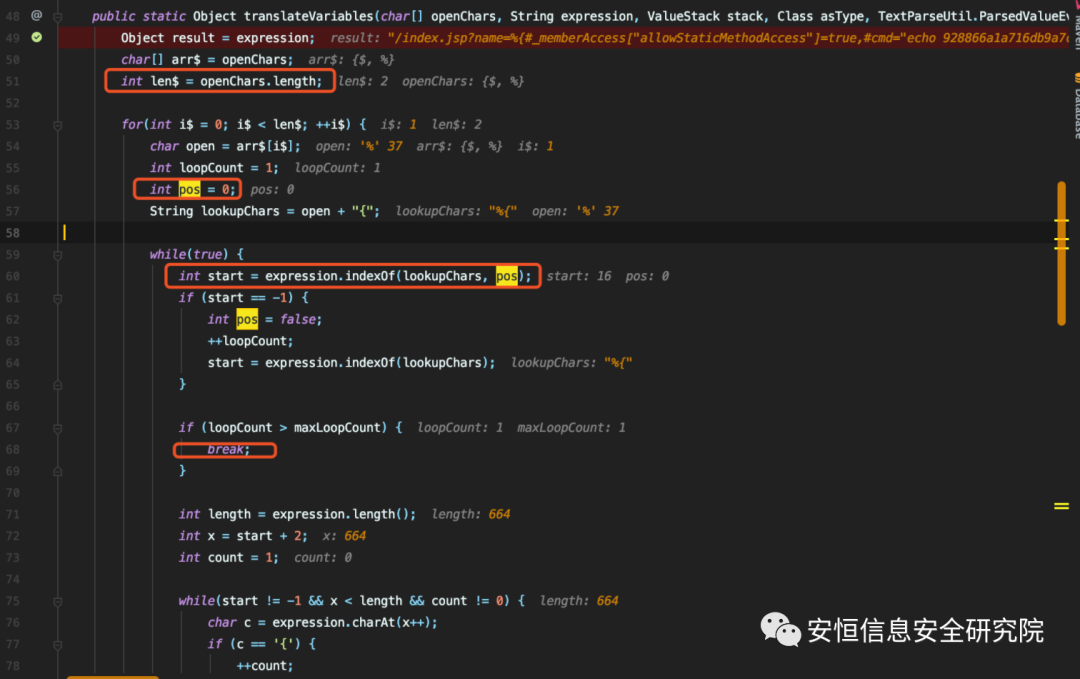 48 @ public static Object translateVariables(char[] openChars, String expression, ValueStack stack, Class asType, TextParseUtil.ParsedValueEv
49 Object result = expression; result: "/index.jsp?name=%{#_memberAccess["allowStaticMethodAccess"]=true,#cmd="echo 928866a1a716db9a7c
50 char[] arr$ = openChars; arr$: {$, %}
51 int len$ = openChars.length; len$: 2 openChars: {$, %}
52
53 for(int i$ = 0; i$ < len$; ++i$) { i$: 1 len$: 2
54 char open = arr$[i$]; open: '%' 37 arr$: {$, %} i$: 1
55 int loopCount = 1; loopCount: 1
56 int pos = 0; pos: 0
57 String lookupChars = open + "{"; lookupChars: "%{" open: '%' 37
58
59 while(true) {
60 int start = expression.indexOf(lookupChars, pos); start: 16 pos: 0
61 if (start == -1) {
62 int pos = false;
63 ++loopCount;
64 start = expression.indexOf(lookupChars); lookupChars: "%{"
65 }
66
67 if (loopCount > maxLoopCount) { loopCount: 1 maxLoopCount: 1
68 break;
69 }
70
71 int length = expression.length(); length: 664
72 int x = start + 2; x: 664
73 int count = 1; count: 0
74
75 while(start != -1 && x < length && count != 0) { length: 664
76 char c = expression.charAt(x++);
77 if (c == '{') {
78 ++count;
Database
安恒信息安全研究院